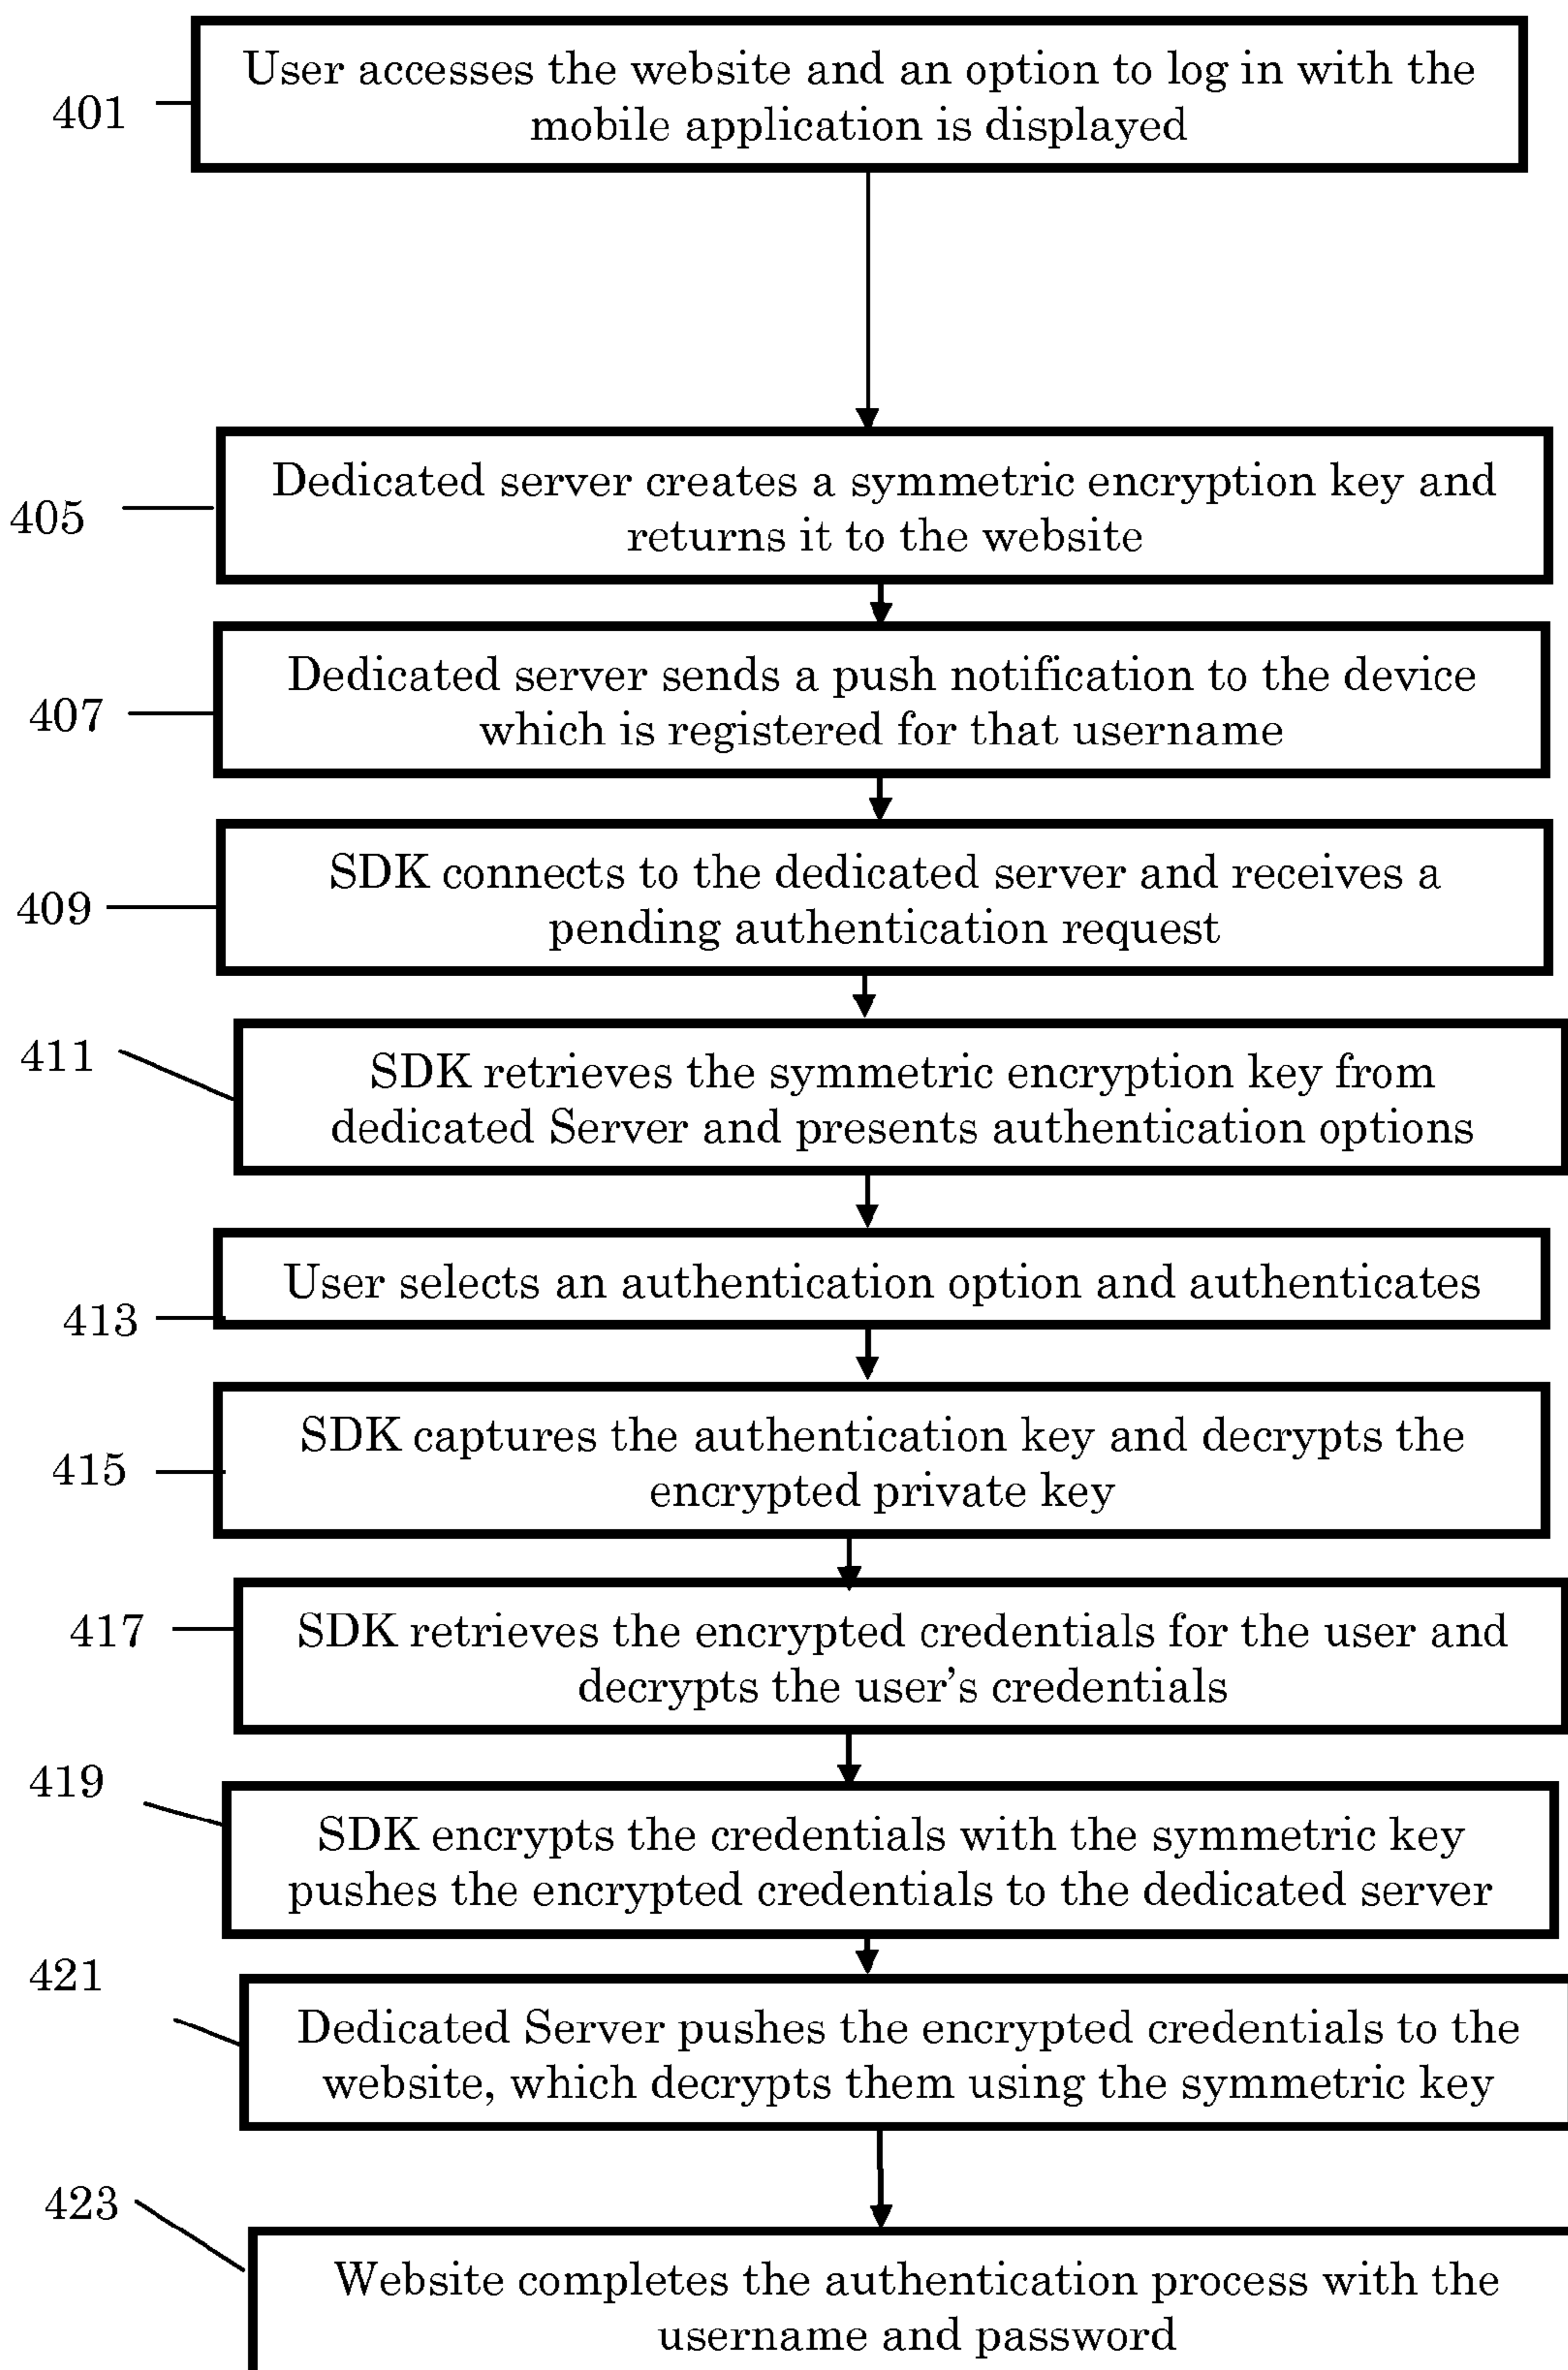 401
User accesses the website and an option to log in with the
mobile application is displayed
405
Dedicated server creates a symmetric encryption key and
returns it to the website
407
Dedicated server sends a push notification to the device
which is registered for that username
409
SDK connects to the dedicated server and receives a
pending authentication request
411
SDK retrieves the symmetric encryption key from
dedicated Server and presents authentication options
413
User selects an authentication option and authenticates
415
SDK captures the authentication key and decrypts the
encrypted private key
417
SDK retrieves the encrypted credentials for the user and
decrypts the user’s credentials
419
SDK encrypts the credentials with the symmetric key
pushes the encrypted credentials to the dedicated server
421
Dedicated Server pushes the encrypted credentials to the
website, which decrypts them using the symmetric key
423
Website completes the authentication process with the
username and password